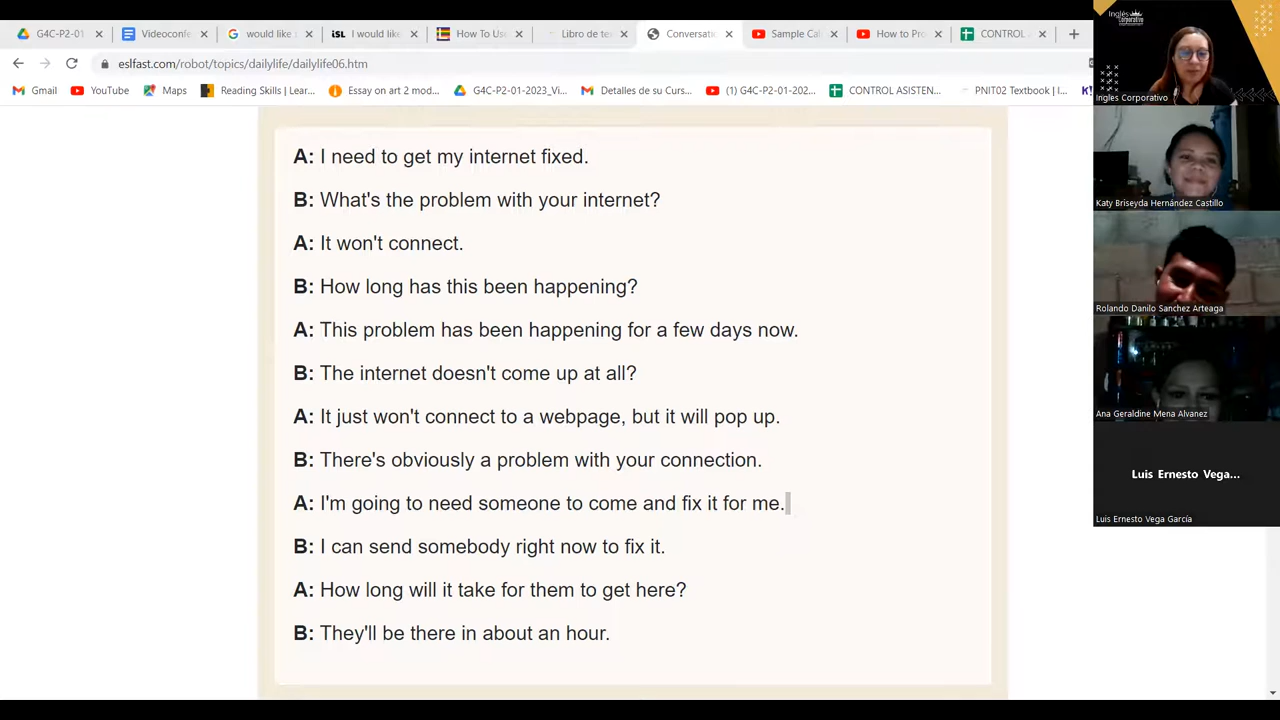 G4C-P2-01
Videoconfe
would like s
iSL I would like
How To Use
Libro de te
Conversatio
Sample Cal
How to Pro
CONTROL A
eslfast.com/robot/topics/dailylife/dailylife06.htm
Gmail
YouTube
Maps
Reading Skills | Lear...
Essay on art 2 mod...
G4C-P2-01-2023_Vi...
Detalles de su Curs...
(1) G4C-P2-01-202...
CONTROL ASISTEN...
PNIT02 Textbook | I...
A: I need to get my internet fixed.
B: What's the problem with your internet?
A: It won't connect.
B: How long has this been happening?
A: This problem has been happening for a few days now.
B: The internet doesn't come up at all?
A: It just won't connect to a webpage, but it will pop up.
B: There's obviously a problem with your connection.
A: I'm going to need someone to come and fix it for me.
B: I can send somebody right now to fix it.
A: How long will it take for them to get here?
B: They'll be there in about an hour.
Inglés
Corporativo
Ingles Corporativo
Katy Briseyda Hernández Castillo
Rolando Danilo Sanchez Arteaga
Ana Geraldine Mena Alvanez
Luis Ernesto Vega...
Luis Ernesto Vega García